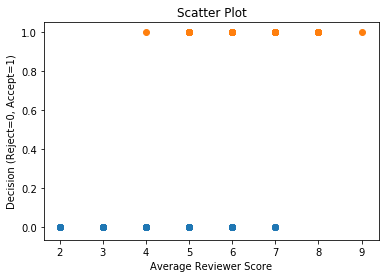 Scatter Plot
1.0
0.8
0.6
0.4
0.2
0.0
Decision (Reject=0, Accept=1)
2 3 4 5 6 7 8 9
Average Reviewer Score